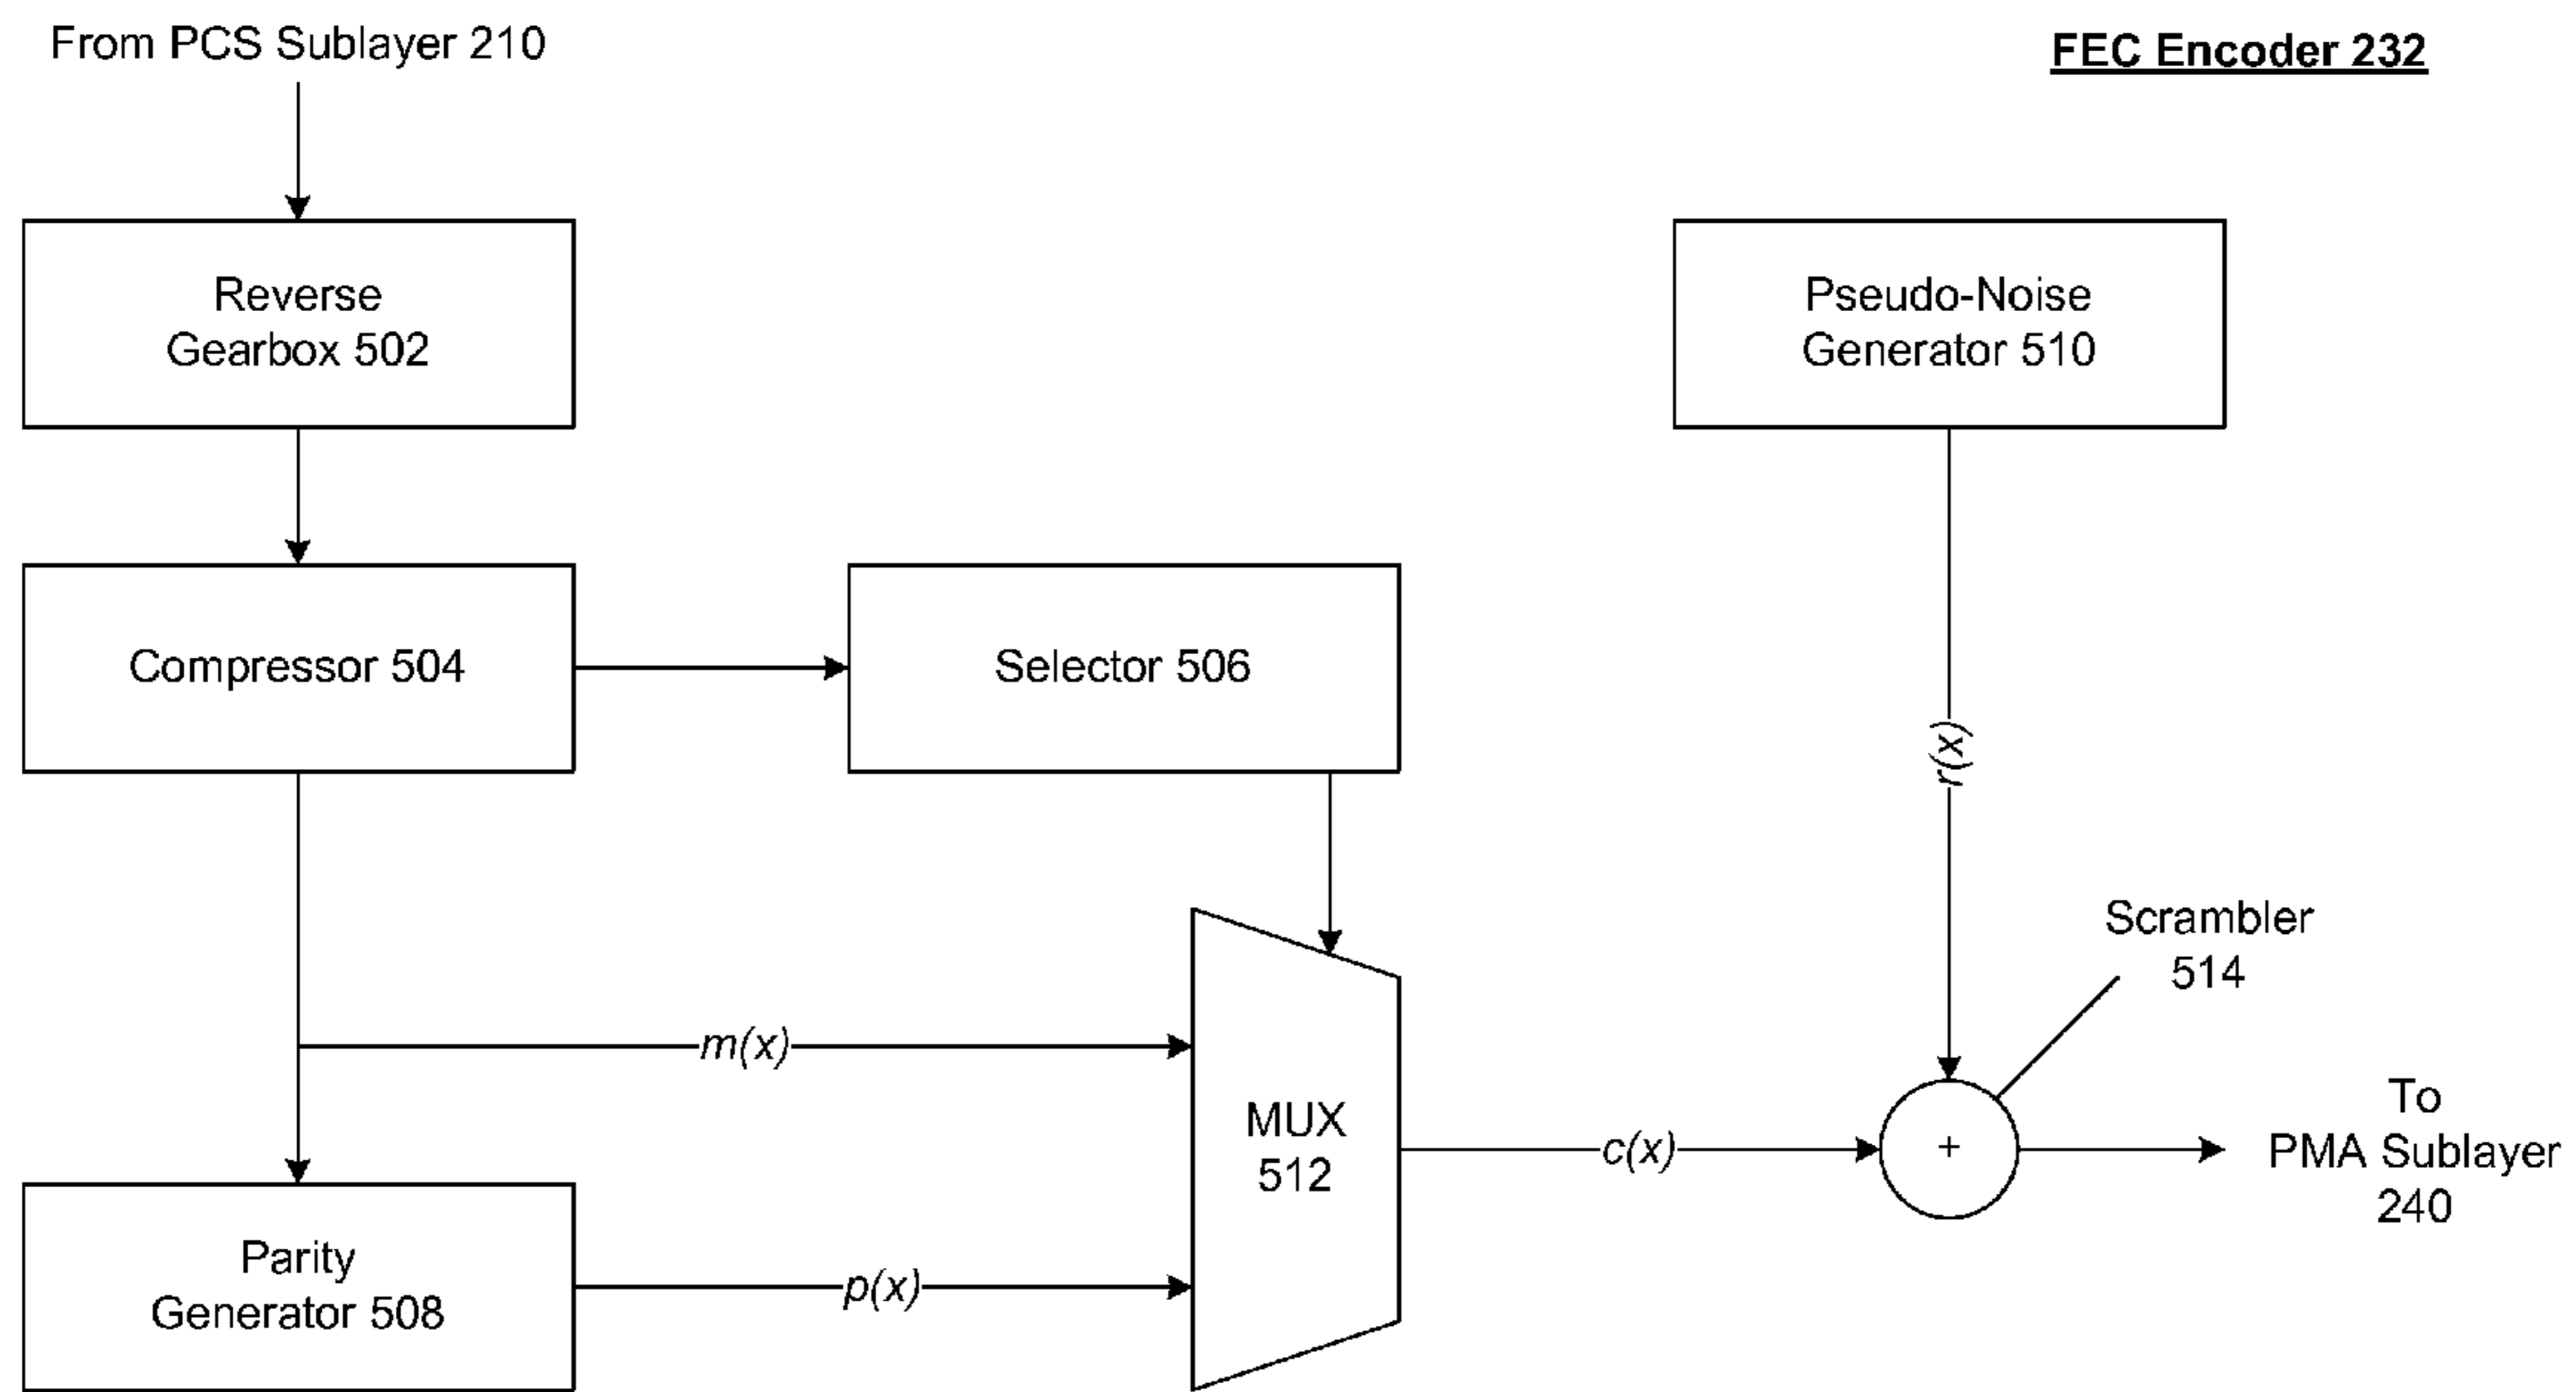 From PCS Sublayer 210
FEC Encoder 232
Reverse
Gearbox 502
Pseudo-Noise
Generator 510
Compressor 504
Selector 506
r(x)
Scrambler
514
m(x)
MUX
512
c(x)
+
To
PMA Sublayer
240
Parity
Generator 508
p(x)